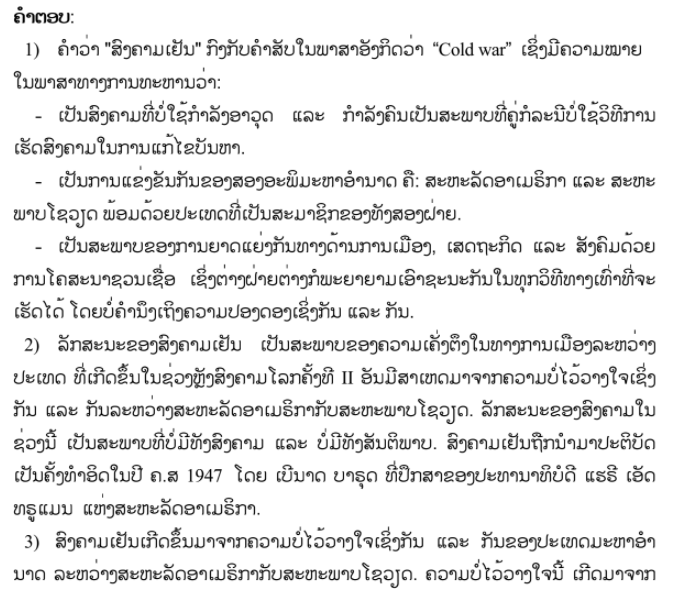 ຄຳຕອບ:
1) ຄຳວ່າ "ສົງຄາມເຢັນ" ກົງກັບຄຳສັບໃນພາສາອັງກິດວ່າ “Cold war” ເຊິ່ງມີຄວາມໝາຍ
ໃນພາສາທາງການທະຫານວ່າ:
- ເປັນສົງຄາມທີ່ບໍ່ໃຊ້ກຳລັງອາວຸດ ແລະ ກຳລັງຄົນເປັນສະພາບທີ່ຄູ່ກໍລະນີບໍ່ໃຊ້ວິທີການ
ເຮັດສົງຄາມໃນການແກ້ໄຂບັນຫາ.
- ເປັນການແຂ່ງຂັນກັນຂອງສອງອະພິມະຫາອຳນາດ ຄື: ສະຫະລັດອາເມຣິກາ ແລະ ສະຫະ
ພາບໂຊວຽດ ພ້ອມດ້ວຍປະເທດທີ່ເປັນສະມາຊິກຂອງທັງສອງຝ່າຍ.
- ເປັນສະພາບຂອງການຍາດແຍ່ງກັນທາງດ້ານການເມືອງ, ເສດຖະກິດ ແລະ ສັງຄົມດ້ວຍ
ການໂຄສະນາຊວນເຊື່ອ ເຊິ່ງຕ່າງຝ່າຍຕ່າງກໍພະຍາຍາມເອົາຊະນະກັນໃນທຸກວິທີທາງເທົ່າທີ່ຈະ
ເຮັດໄດ້ ໂດຍບໍ່ຄຳນຶງເຖິງຄວາມປອງດອງເຊິ່ງກັນ ແລະ ກັນ.
2) ລັກສະນະຂອງສົງຄາມເຢັນ ເປັນສະພາບຂອງຄວາມເຄັ່ງຕຶງໃນທາງການເມືອງລະຫວ່າງ
ປະເທດ ທີ່ເກີດຂຶ້ນໃນຊ່ວງຫຼັງສົງຄາມໂລກຄັ້ງທີ II ອັນມີສາເຫດມາຈາກຄວາມບໍ່ໄວ້ວາງໃຈເຊິ່ງ
ກັນ ແລະ ກັນລະຫວ່າງສະຫະລັດອາເມຣິກາກັບສະຫະພາບໂຊວຽດ. ລັກສະນະຂອງສົງຄາມໃນ
ຊ່ວງນີ້ ເປັນສະພາບທີ່ບໍ່ມີທັງສົງຄາມ ແລະ ບໍ່ມີທັງສັນຕິພາບ. ສົງຄາມເຢັນຖືກນຳມາປະຕິບັດ
ເປັນຄັ້ງທຳອິດໃນປີ ຄ.ສ 1947 ໂດຍ ເບີນາດ ບາຣຸດ ທີ່ປຶກສາຂອງປະທານາທິບໍດີ ແຮຣີ ເອັດ
ທຣູແມນ ແຫ່ງສະຫະລັດອາເມຣິກາ.
3) ສົງຄາມເຢັນເກີດຂຶ້ນມາຈາກຄວາມບໍ່ໄວ້ວາງໃຈເຊິ່ງກັນ ແລະ ກັນຂອງປະເທດມະຫາອຳ
ນາດ ລະຫວ່າງສະຫະລັດອາເມຣິກາກັບສະຫະພາບໂຊວຽດ. ຄວາມບໍ່ໄວ້ວາງໃຈນີ້ ເກີດມາຈາກ